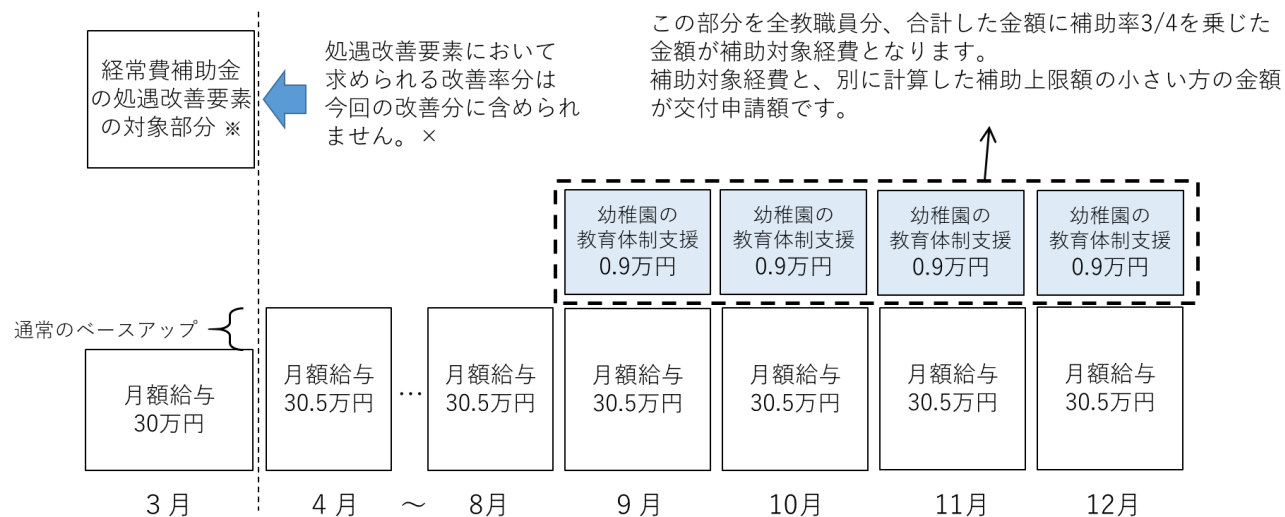 この部分を全教職員分、合計した金額に補助率3/4を乗じた
金額が補助対象経費となります。
補助対象経費と、別に計算した補助上限額の小さい方の金額
が交付申請額です。
経常費補助金
の処遇改善要素
の対象部分 ※
処遇改善要素において
求められる改善率分は
今回の改善分に含められ
ません。×
幼稚園の
教育体制支援
0.9万円
幼稚園の
教育体制支援
0.9万円
幼稚園の
教育体制支援
0.9万円
幼稚園の
教育体制支援
0.9万円
通常のベースアップ
月額給与
30万円
月額給与
30.5万円
…
月額給与
30.5万円
月額給与
30.5万円
月額給与
30.5万円
月額給与
30.5万円
月額給与
30.5万円
3月
4月
～
8月
9月
10月
11月
12月